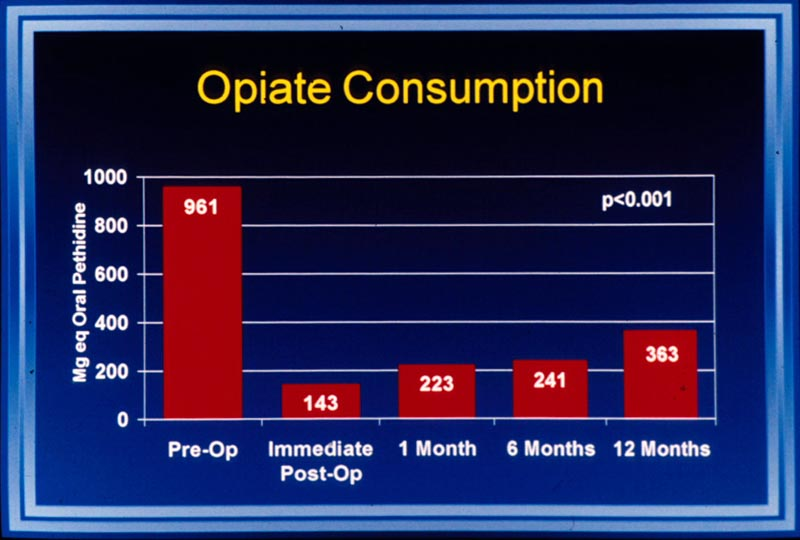 Opiate Consumption
1000
800
600
400
200
0
Mg eq Oral Pethidine
p<0.001
961
143
223
241
363
Pre-Op
Immediate
Post-Op
1 Month
6 Months
12 Months